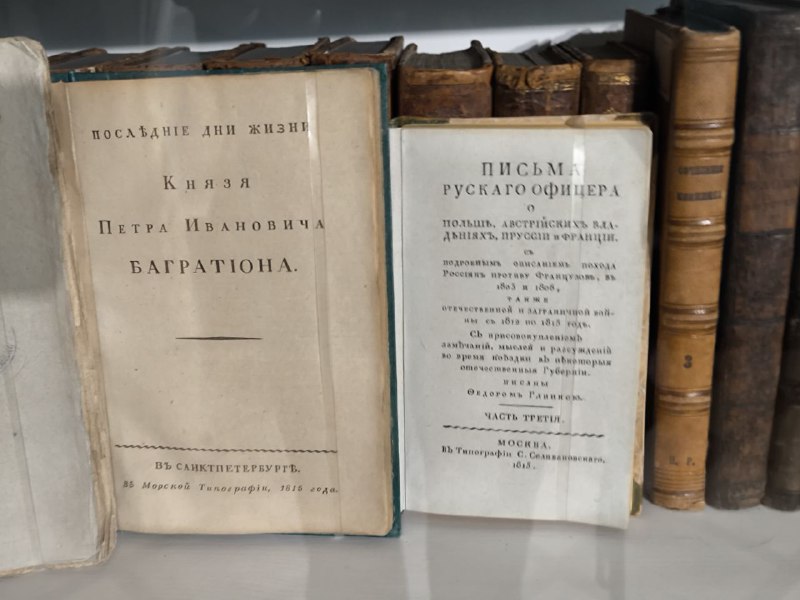 ПОСЛѢДНІЕ ДНИ ЖИЗНИ
КНЯЗЯ
ПЕТРА ИВАНОВИЧА
БАГРАТІОНА.
ВЪ САНКТПЕТЕРБУРГѢ,
Въ Морской Типографіи, 1815 года.
ПИСЬМА
РУСКАГО ОФИЦЕРА
О
ПОЛЬШѢ, АВСТРІЙСКИХЪ ВЛА-
ДѢНІЯХЪ, ПРУССІИ и ФРАНЦІИ,
СЪ
подробнымъ описаніемъ похода
Россіянъ противу Французовъ, въ
1805 и 1806,
ТАКЖЕ
отечественной и заграничной вой-
ны съ 1812 по 1815 годъ.
Съ присовокупленіемъ
замѣчаній, мыслей и разсужденій
во время поѣздки въ нѣкоторыя
отечественныя Губерніи.
ПИСАНЫ
Ѳедоромъ Глинкою.
ЧАСТЬ ТРЕТІЯ.
МОСКВА.
Въ Типографіи С. Селивановскаго,
1815.
3